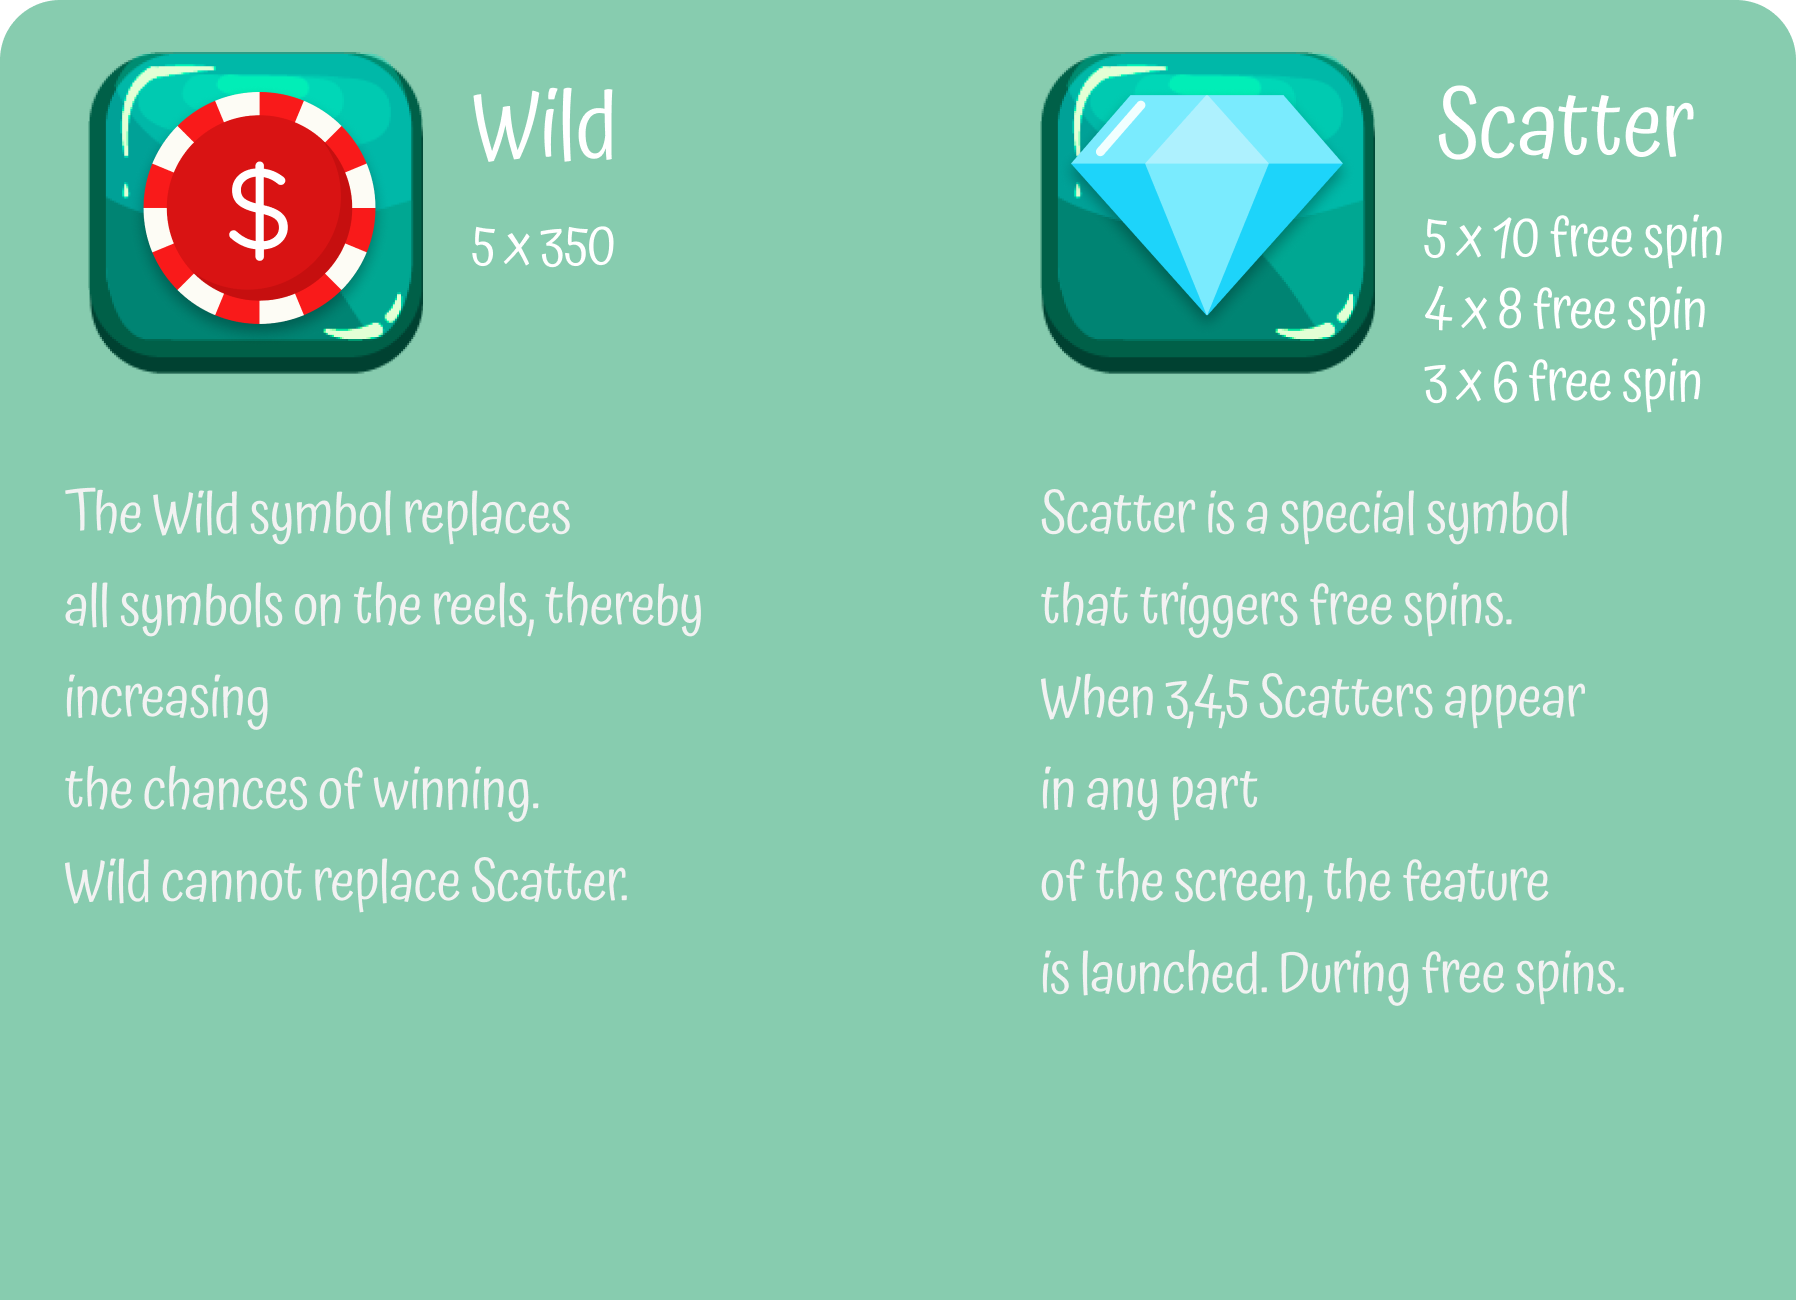 $
Wild
5 x 350
The Wild symbol replaces
all symbols on the reels, thereby
increasing
the chances of winning.
Wild cannot replace Scatter.
Scatter
5 x 10 free spin
4 x 8 free spin
3 x 6 free spin
Scatter is a special symbol
that triggers free spins.
When 3,4,5 Scatters appear
in any part
of the screen, the feature
is launched. During free spins.